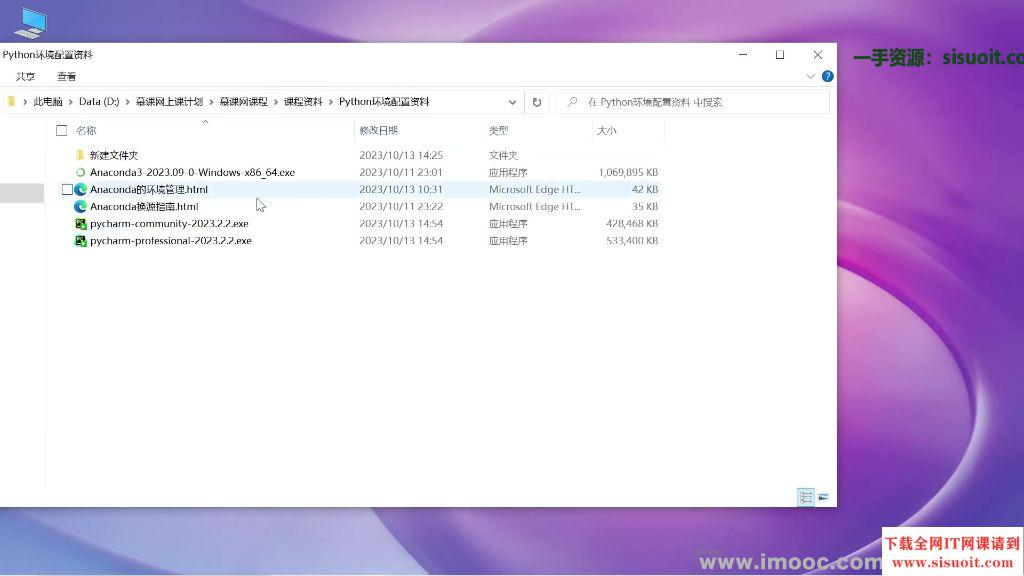 Python环境配置资料
一手资源：sisuoit.co
共享 查看
此电脑 Data (D:) 慕课网上课计划 慕课网课程 课程资料 Python环境配置资料
在 Python环境配置资料 中搜索
名称 修改日期 类型 大小
新建文件夹 2023/10/13 14:25 文件夹
Anaconda3-2023.09-0-Windows-x86_64.exe 2023/10/11 23:01 应用程序 1,069,895 KB
Anaconda的环境管理.html 2023/10/13 10:31 Microsoft Edge HT... 42 KB
Anaconda换源指南.html 2023/10/11 23:22 Microsoft Edge HT... 35 KB
pycharm-community-2023.2.2.exe 2023/10/13 14:54 应用程序 428,468 KB
pycharm-professional-2023.2.2.exe 2023/10/13 14:54 应用程序 533,400 KB
下载全网IT网课请到
www.imooc.com
www.sisuoit.com